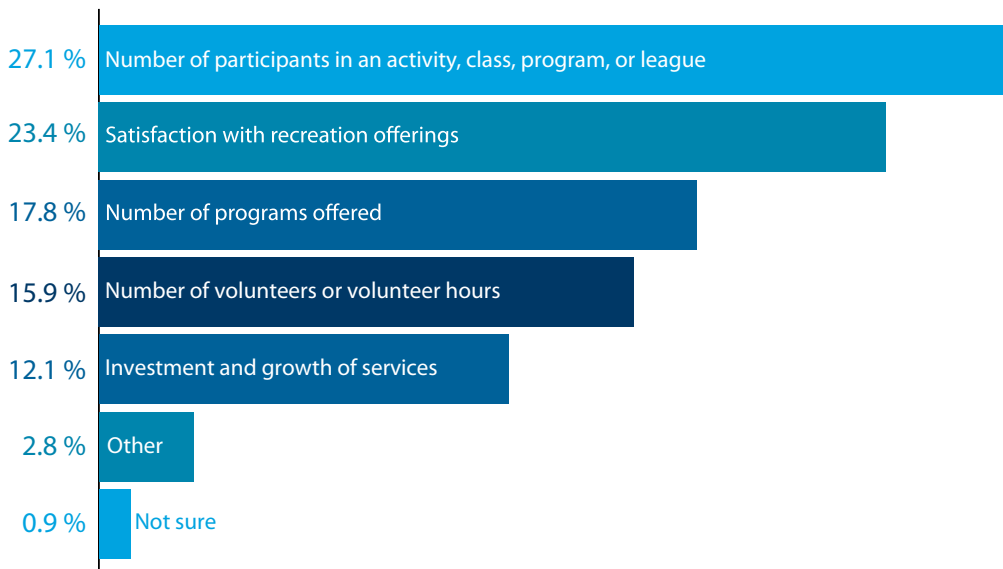 27.1 % Number of participants in an activity, class, program, or league
23.4 % Satisfaction with recreation offerings
17.8 % Number of programs offered
15.9 % Number of volunteers or volunteer hours
12.1 % Investment and growth of services
2.8 % Other
0.9 % Not sure